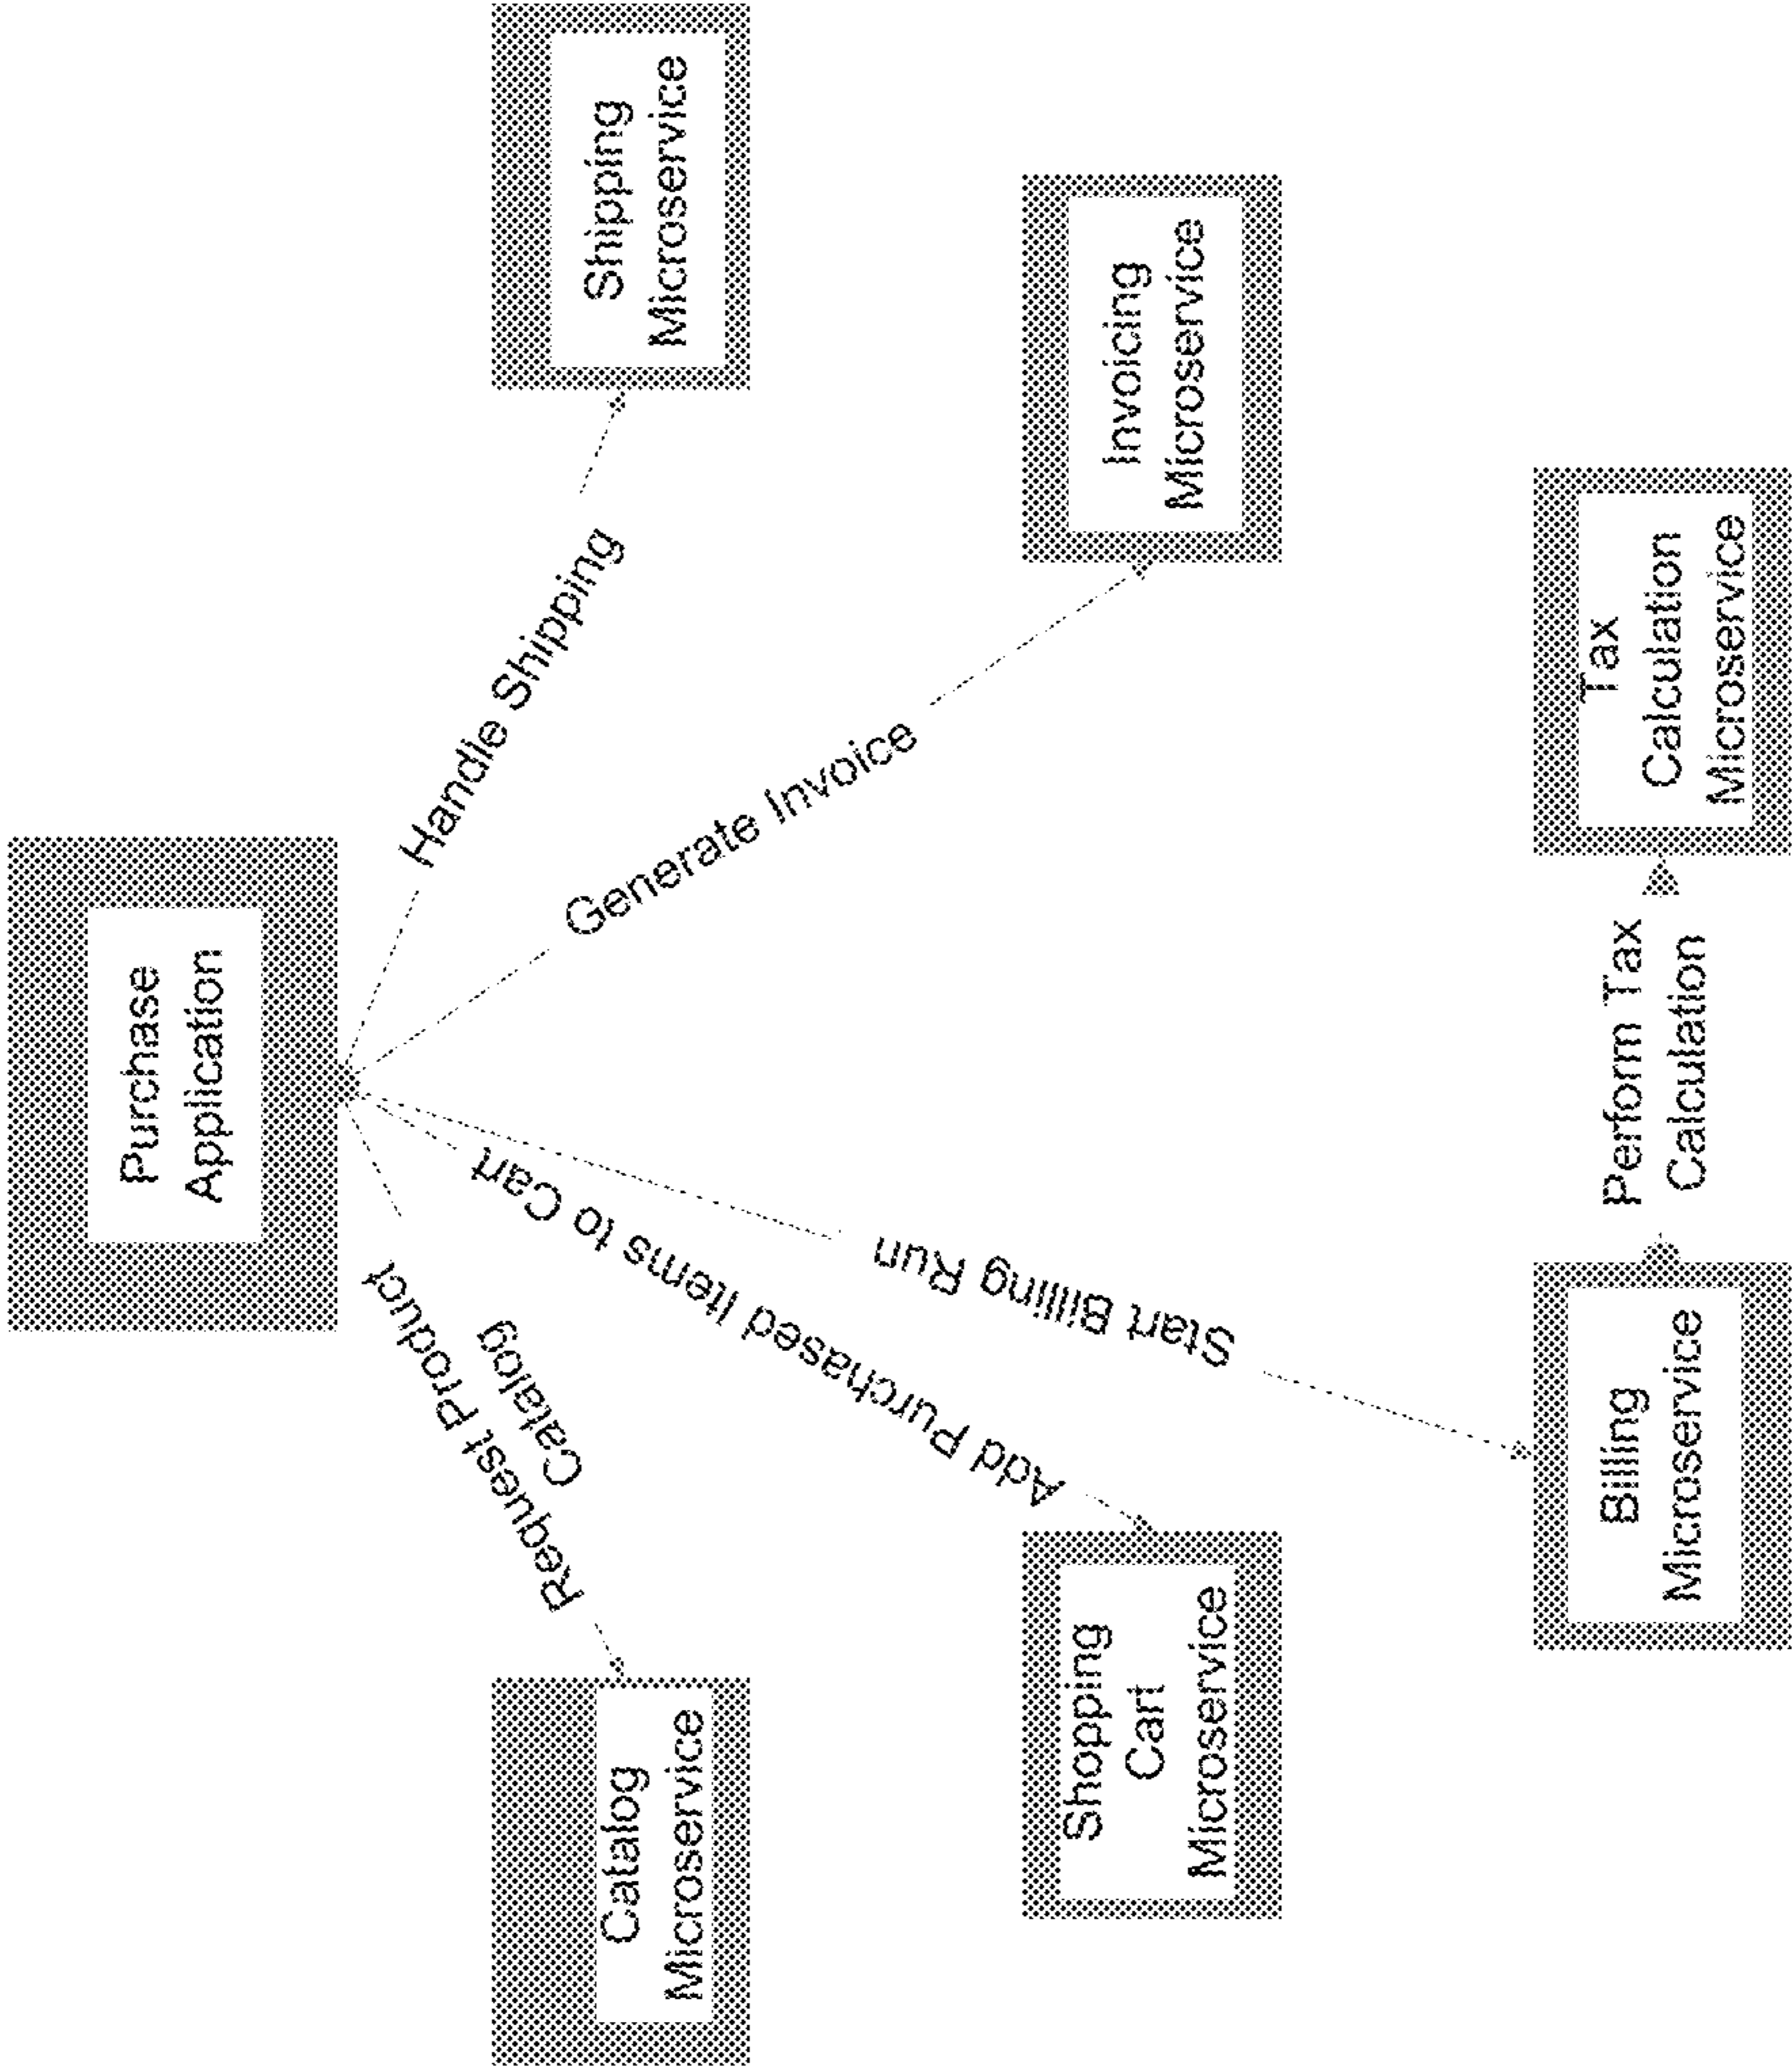 Purchase
Application
Request Product
Catalog
Add Purchased Items to Cart
Start Billing Run
Generate Invoice
Handle Shipping
Catalog
Microservice
Shopping
Cart
Microservice
Billing
Microservice
Perform Tax
Calculation
Tax
Calculation
Microservice
Invoicing
Microservice
Shipping
Microservice